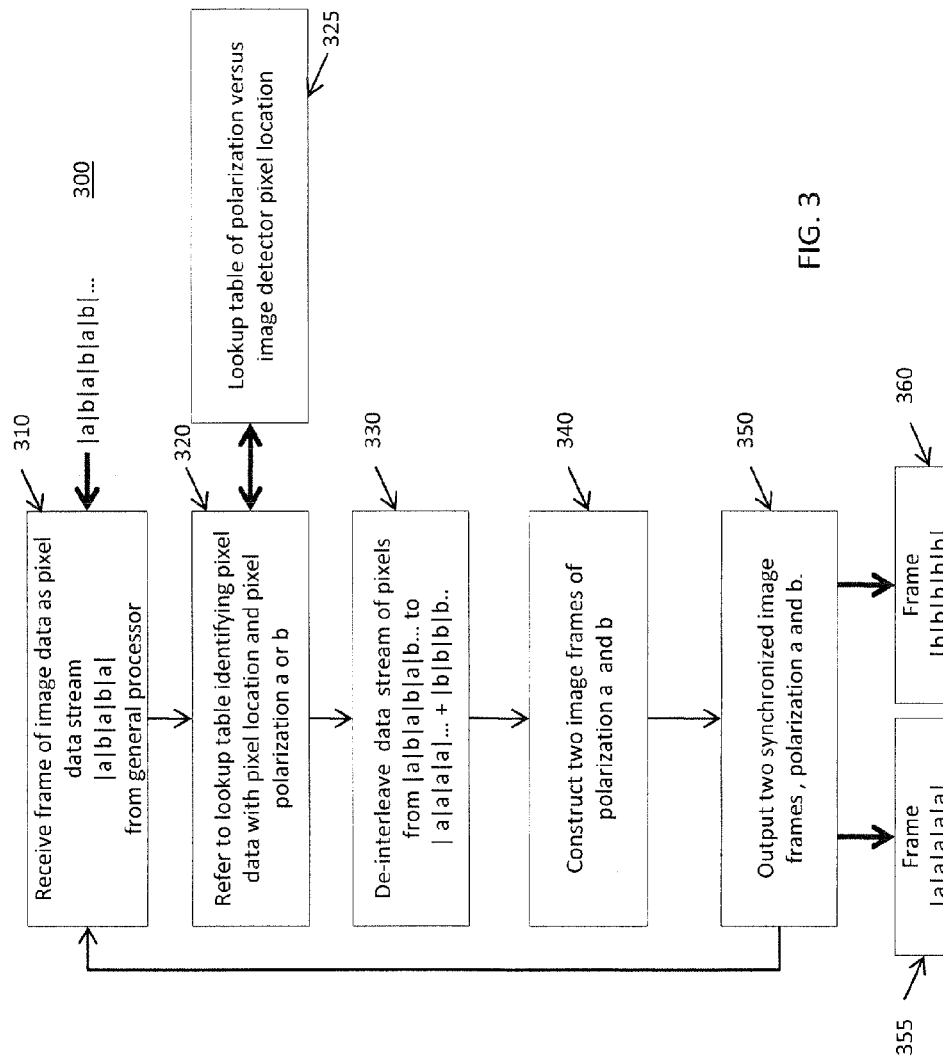 300
310
|a|b|a|b|a|b|...
Receive frame of image data as pixel
data stream
|a|b|a|b|a|
from general processor
320
Refer to lookup table identifying pixel
data with pixel location and pixel
polarization a or b
325
Lookup table of polarization versus
image detector pixel location
330
De-interleave data stream of pixels
from |a|b|a|b|a|b... to
|a|a|a|a|... + |b|b|b|b..
340
Construct two image frames of
polarization a and b
350
Output two synchronized image
frames , polarization a and b.
355
Frame
|a|a|a|a|a|a|
360
Frame
|b|b|b|b|b|b|
FIG. 3